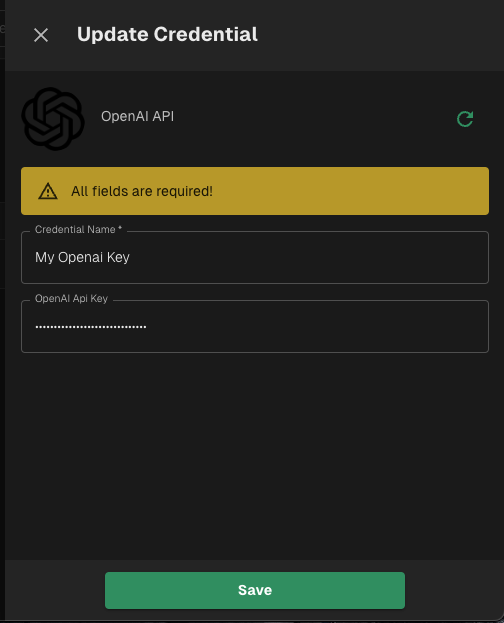 Update Credential
OpenAI API
All fields are required!
Credential Name *
My Openai Key
OpenAI Api Key
••••••••••••••••••••••••••••••
Save